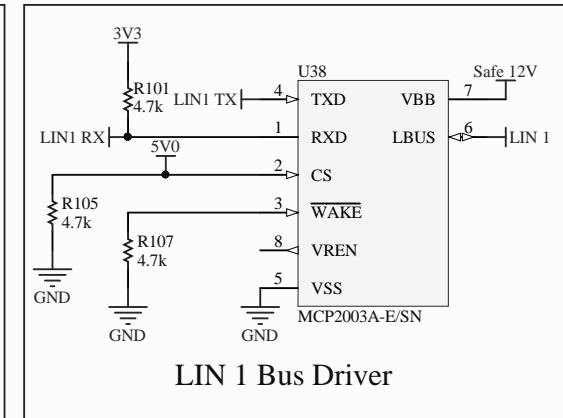 3V3
U38
Safe 12V
R101
4.7k
LIN1 TX
4
TXD
VBB
7
LIN1 RX
1
RXD
LBUS
6
LIN 1
5V0
2
CS
R105
4.7k
3
WAKE
R107
4.7k
8
VREN
5
VSS
GND
GND
GND
MCP2003A-E/SN
LIN 1 Bus Driver